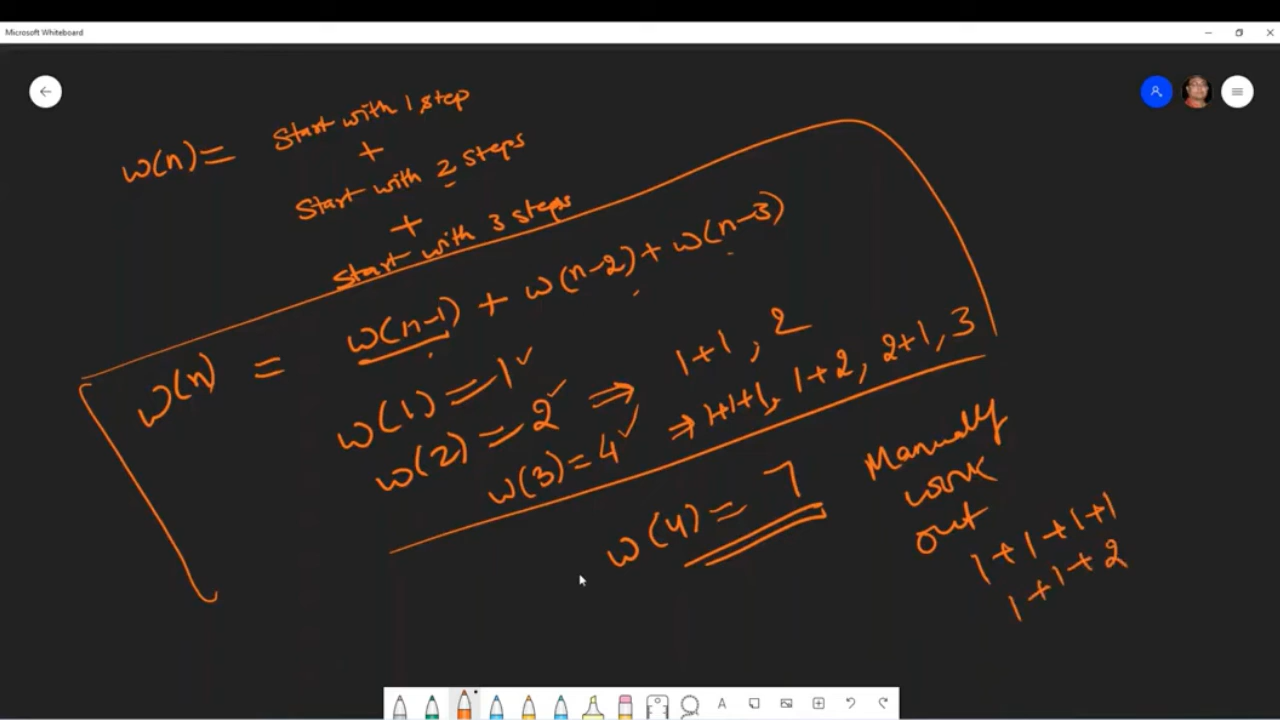 Microsoft Whiteboard
w(n) = Start with 1 step
+
Start with 2 steps
+
Start with 3 steps
w(n) = w(n-1) + w(n-2) + w(n-3)
w(1) = 1 ✓
w(2) = 2 ✓ ⇒ 1+1, 2
w(3) = 4 ✓ ⇒ 1+1+1, 1+2, 2+1, 3
w(4) = 7
Manually
work
out
1+1+1+1
1+1+2
A